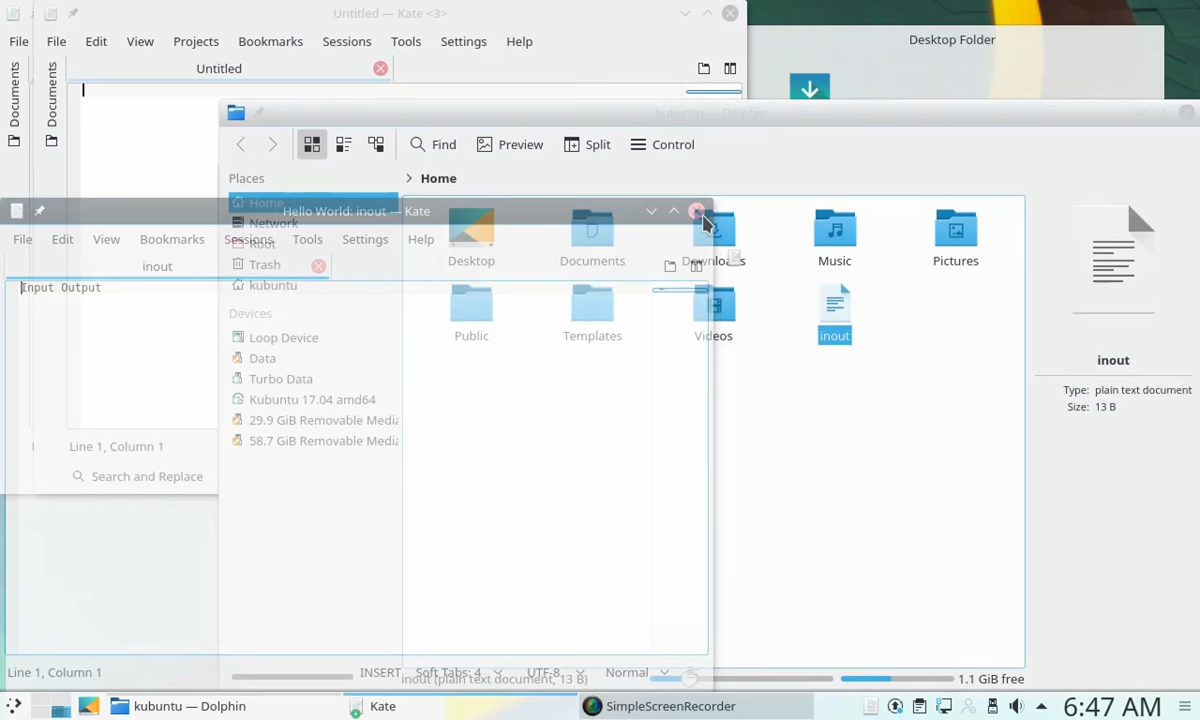 Untitled — Kate <3>
File
File Edit View Projects Bookmarks Sessions Tools Settings Help
Untitled
Documents
Documents
Line 1, Column 1
Search and Replace
Desktop Folder
kubuntu — Dolphin
Find Preview Split Control
Places
Home
Network
Root
Trash
kubuntu
Devices
Loop Device
Data
Turbo Data
Kubuntu 17.04 amd64
29.9 GiB Removable Media
58.7 GiB Removable Media
Home
Desktop Documents Downloads Music Pictures
Public Templates Videos inout
inout
Type: plain text document
Size: 13 B
inout (plain text document, 13 B)
1.1 GiB free
Hello World: inout — Kate
File Edit View Bookmarks Sessions Tools Settings Help
inout
Input Output
Line 1, Column 1
INSERT Soft Tabs: 4 UTF-8 Normal
kubuntu — Dolphin Kate SimpleScreenRecorder 6:47 AM